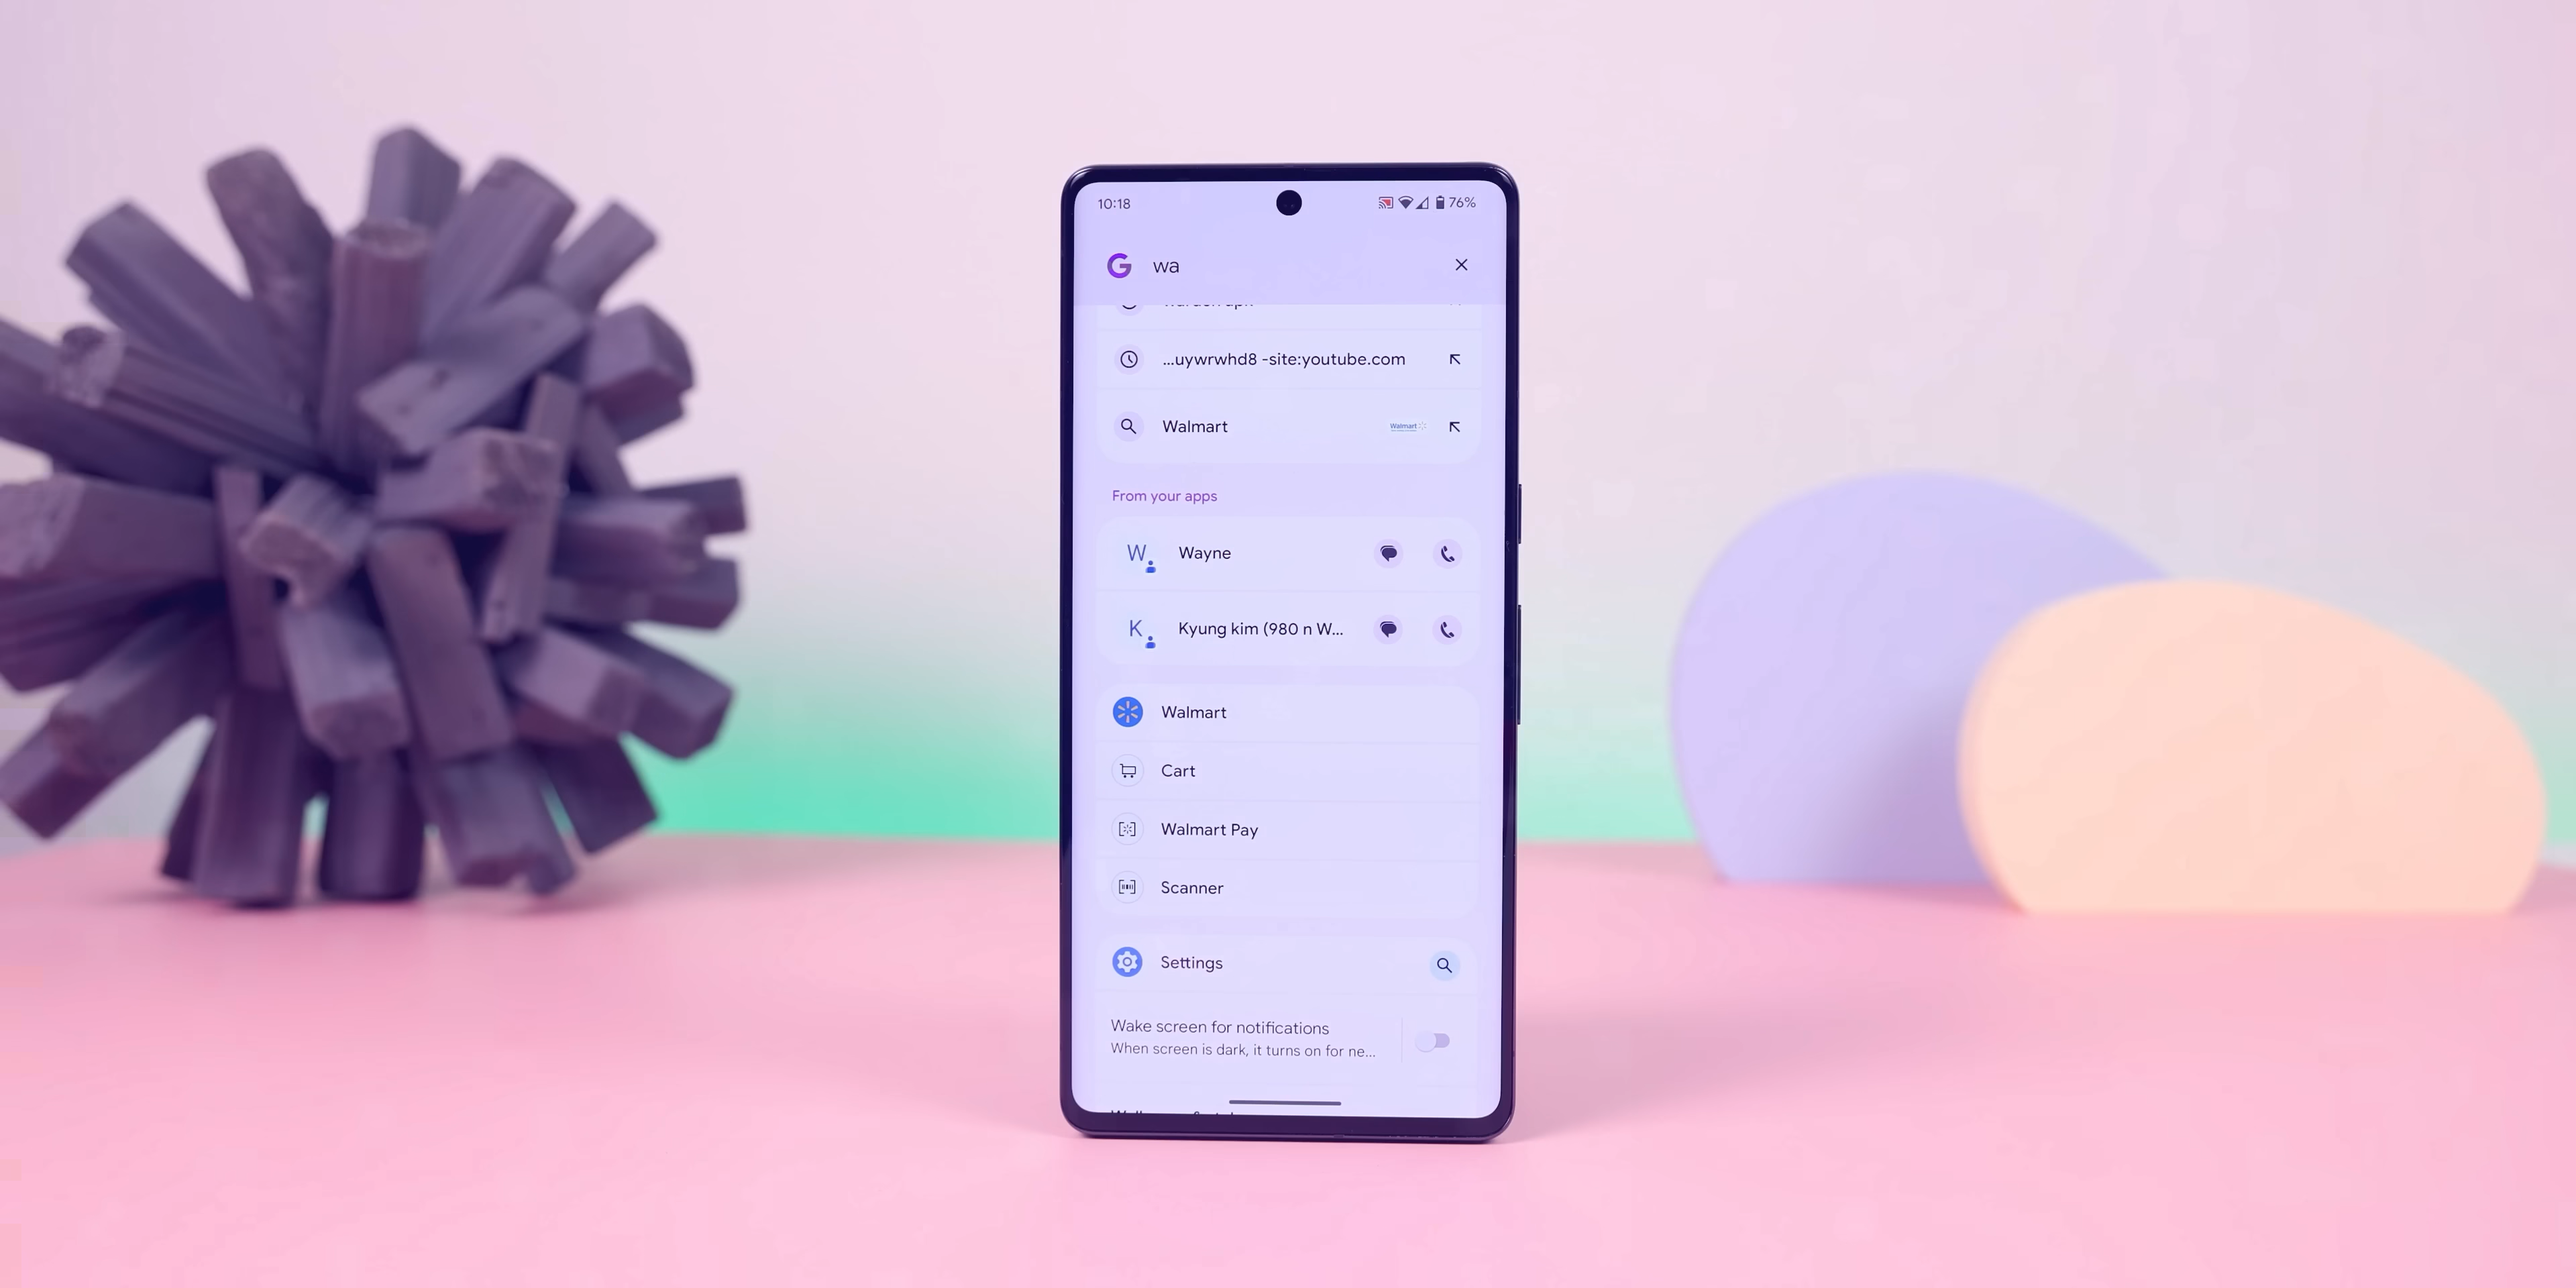 10:18
76%
wa
...uywrwhd8 -site:youtube.com
Walmart
Walmart
From your apps
W
Wayne
K
Kyung kim (980 n W...
Walmart
Cart
Walmart Pay
Scanner
Settings
Wake screen for notifications
When screen is dark, it turns on for ne...